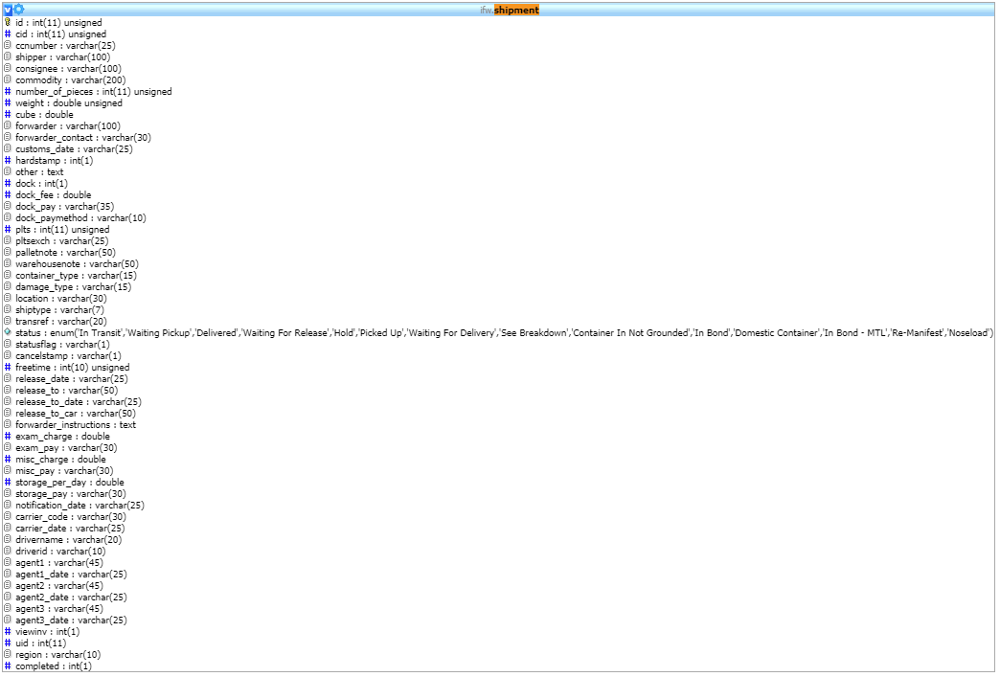 v ifw.shipment
id : int(11) unsigned
# cid : int(11) unsigned
ccnumber : varchar(25)
shipper : varchar(100)
consignee : varchar(100)
commodity : varchar(200)
# number_of_pieces : int(11) unsigned
# weight : double unsigned
# cube : double
forwarder : varchar(100)
forwarder_contact : varchar(30)
customs_date : varchar(25)
# hardstamp : int(1)
other : text
# dock : int(1)
# dock_fee : double
dock_pay : varchar(35)
dock_paymethod : varchar(10)
# plts : int(11) unsigned
pltsexch : varchar(25)
palletnote : varchar(50)
warehousenote : varchar(50)
container_type : varchar(15)
damage_type : varchar(15)
location : varchar(30)
shiptype : varchar(7)
transref : varchar(20)
status : enum('In Transit','Waiting Pickup','Delivered','Waiting For Release','Hold','Picked Up','Waiting For Delivery','See Breakdown','Container In Not Grounded','In Bond','Domestic Container','In Bond - MTL','Re-Manifest','Noseload')
statusflag : varchar(1)
cancelstamp : varchar(1)
# freetime : int(10) unsigned
release_date : varchar(25)
release_to : varchar(50)
release_to_date : varchar(25)
release_to_car : varchar(50)
forwarder_instructions : text
# exam_charge : double
exam_pay : varchar(30)
# misc_charge : double
misc_pay : varchar(30)
# storage_per_day : double
storage_pay : varchar(30)
notification_date : varchar(25)
carrier_code : varchar(30)
carrier_date : varchar(25)
drivername : varchar(20)
driverid : varchar(10)
agent1 : varchar(45)
agent1_date : varchar(25)
agent2 : varchar(45)
agent2_date : varchar(25)
agent3 : varchar(45)
agent3_date : varchar(25)
# viewinv : int(1)
# uid : int(11)
region : varchar(10)
# completed : int(1)